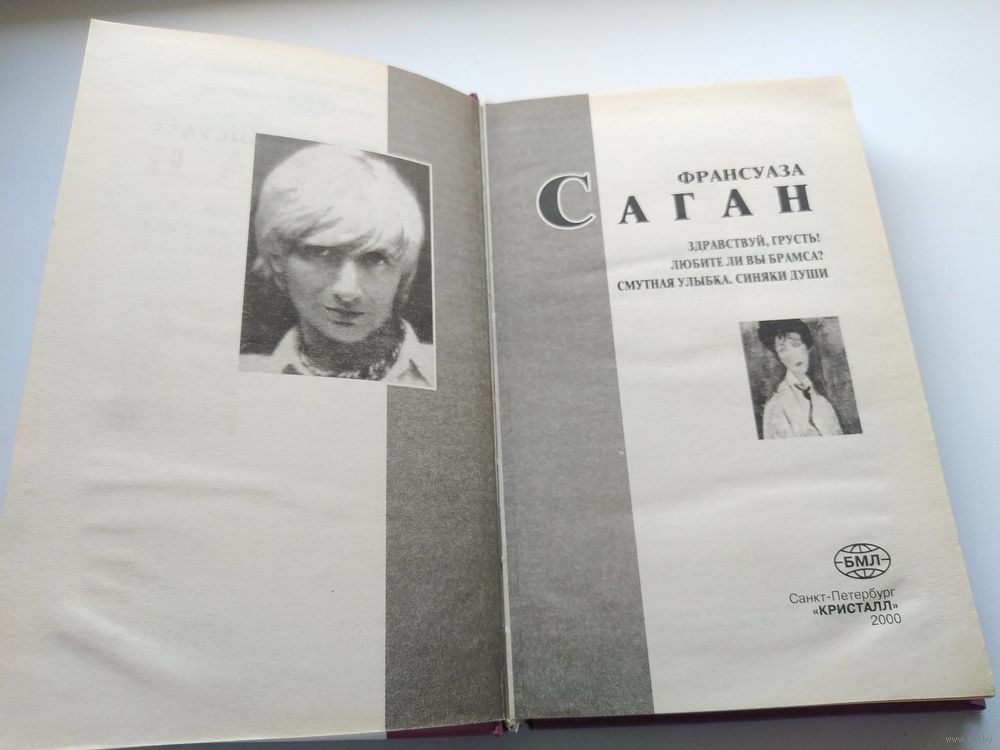 ФРАНСУАЗА
САГАН
ЗДРАВСТВУЙ, ГРУСТЬ!
ЛЮБИТЕ ЛИ ВЫ БРАМСА?
СМУТНАЯ УЛЫБКА. СИНЯКИ ДУШИ
БМЛ
Санкт-Петербург
«КРИСТАЛЛ»
2000